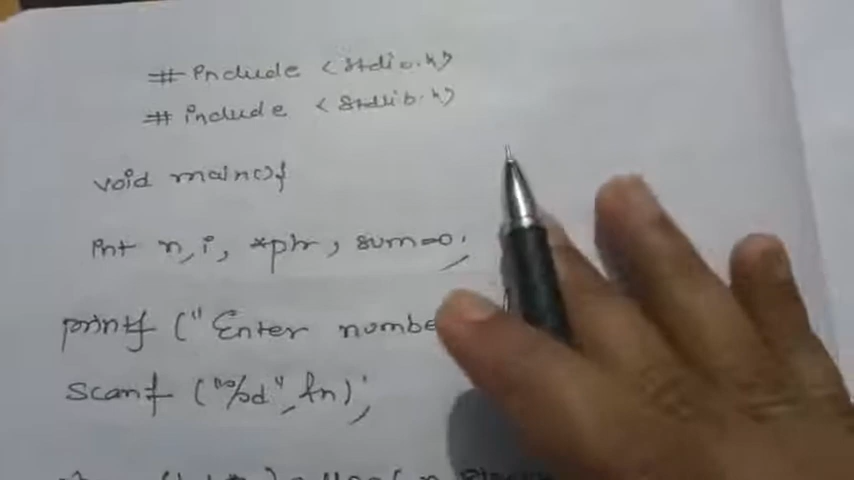 # include <stdio.h>
# include <stdlib.h>
void main(){
int n, i, *ptr, sum=0;
printf ("Enter numbe
scanf ("%d", &n);